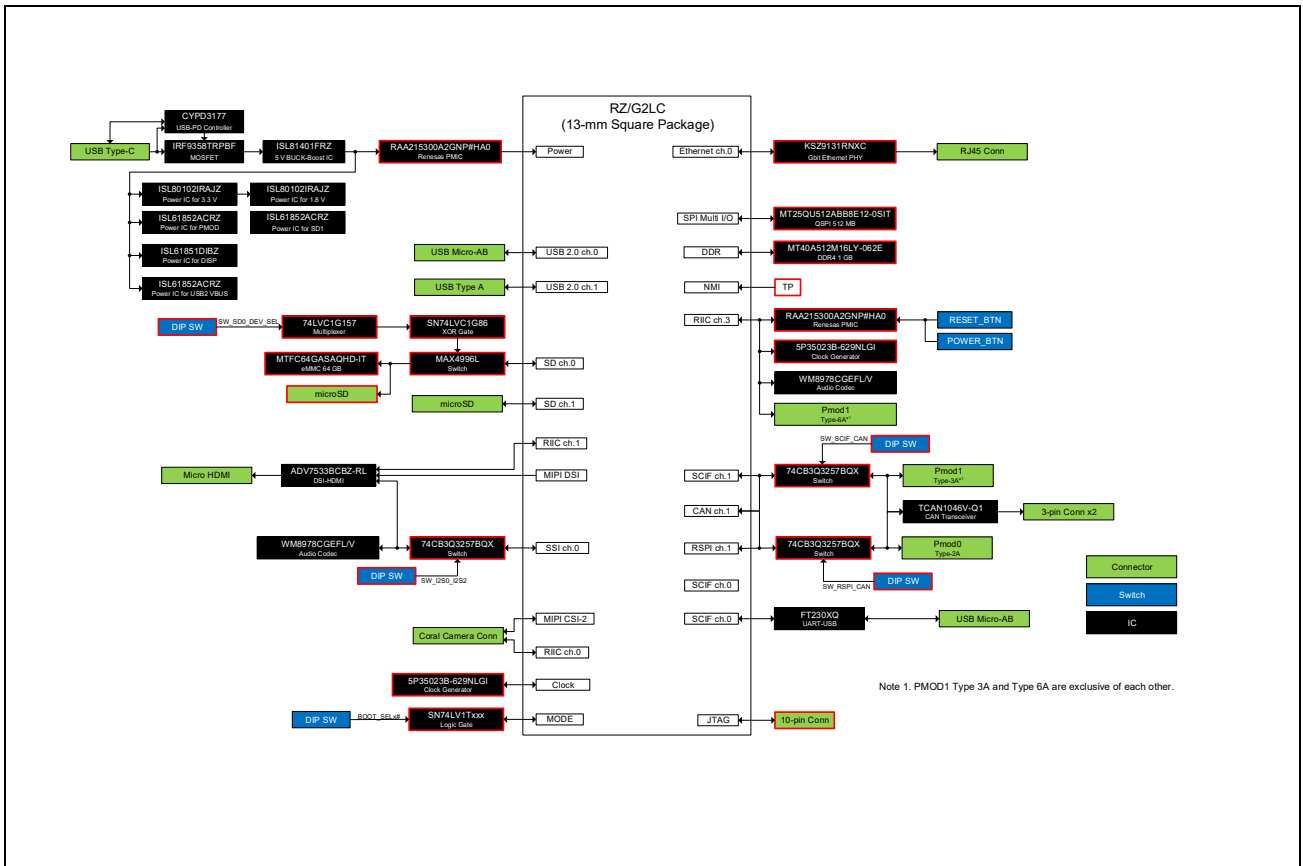 RZ/G2LC
(13-mm Square Package)
CYPD3177
USB-PD Controller
USB Type-C
IRF9358TRPBF
MOSFET
ISL81401FRZ
5 V BUCK-Boost IC
RAA215300A2GNP#HA0
Renesas PMIC
Power
ISL80102IRAJZ
Power IC for 3.3 V
ISL80102IRAJZ
Power IC for 1.8 V
ISL61852ACRZ
Power IC for PMOD
ISL61852ACRZ
Power IC for SD1
ISL61851DIBZ
Power IC for DISP
ISL61852ACRZ
Power IC for USB2 VBUS
USB Micro-AB
USB 2.0 ch.0
USB Type A
USB 2.0 ch.1
DIP SW
SW_SD0_DEV_SEL
74LVC1G157
Multiplexer
SN74LVC1G86
XOR Gate
MTFC64GASAQHD-IT
eMMC 64 GB
MAX4996L
Switch
SD ch.0
microSD
microSD
SD ch.1
RIIC ch.1
Micro HDMI
ADV7533BCBZ-RL
DSI-HDMI
MIPI DSI
WM8978CGEFL/V
Audio Codec
74CB3Q3257BQX
Switch
SSI ch.0
DIP SW
SW_I2S0_I2S2
Coral Camera Conn
MIPI CSI-2
RIIC ch.0
5P35023B-629NLGI
Clock Generator
Clock
DIP SW
BOOT_SELx#
SN74LV1Txxx
Logic Gate
MODE
Ethernet ch.0
KSZ9131RNXC
Gbit Ethernet PHY
RJ45 Conn
SPI Multi I/O
MT25QU512ABB8E12-0SIT
QSPI 512 MB
DDR
MT40A512M16LY-062E
DDR4 1 GB
NMI
TP
RIIC ch.3
RAA215300A2GNP#HA0
Renesas PMIC
RESET_BTN
POWER_BTN
5P35023B-629NLGI
Clock Generator
WM8978CGEFL/V
Audio Codec
Pmod1
Type-6A*1
SW_SCIF_CAN
DIP SW
SCIF ch.1
74CB3Q3257BQX
Switch
Pmod1
Type-3A*1
CAN ch.1
TCAN1046V-Q1
CAN Transceiver
3-pin Conn x2
RSPI ch.1
74CB3Q3257BQX
Switch
Pmod0
Type-2A
SW_RSPI_CAN
DIP SW
SCIF ch.0
SCIF ch.0
FT230XQ
UART-USB
USB Micro-AB
JTAG
10-pin Conn
Connector
Switch
IC
Note 1. PMOD1 Type 3A and Type 6A are exclusive of each other.